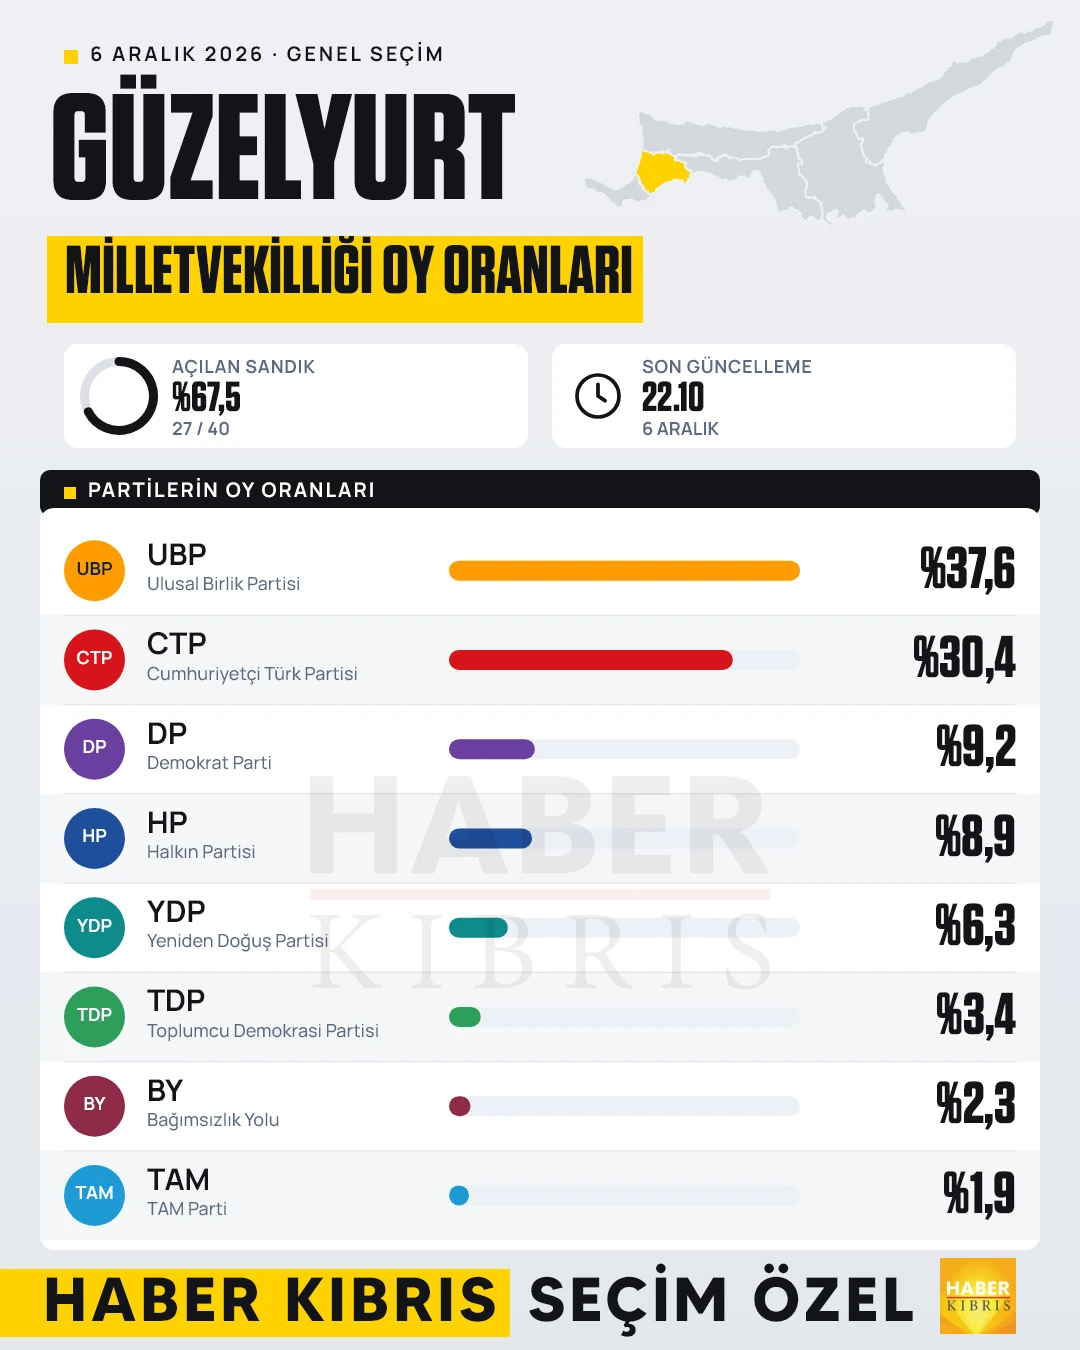 6 ARALIK 2026 · GENEL SEÇİM
GÜZELYURT
MİLLETVEKİLLİĞİ OY ORANLARI
AÇILAN SANDIK
%67,5
27 / 40
SON GÜNCELLEME
22.10
6 ARALIK
PARTİLERİN OY ORANLARI
UBP
UBP
Ulusal Birlik Partisi
%37,6
CTP
CTP
Cumhuriyetçi Türk Partisi
%30,4
DP
DP
Demokrat Parti
%9,2
HP
HP
Halkın Partisi
%8,9
YDP
YDP
Yeniden Doğuş Partisi
%6,3
TDP
TDP
Toplumcu Demokrasi Partisi
%3,4
BY
BY
Bağımsızlık Yolu
%2,3
TAM
TAM
TAM Parti
%1,9
HABER
KIBRIS
HABER KIBRIS SEÇİM ÖZEL
HABER
KIBRIS